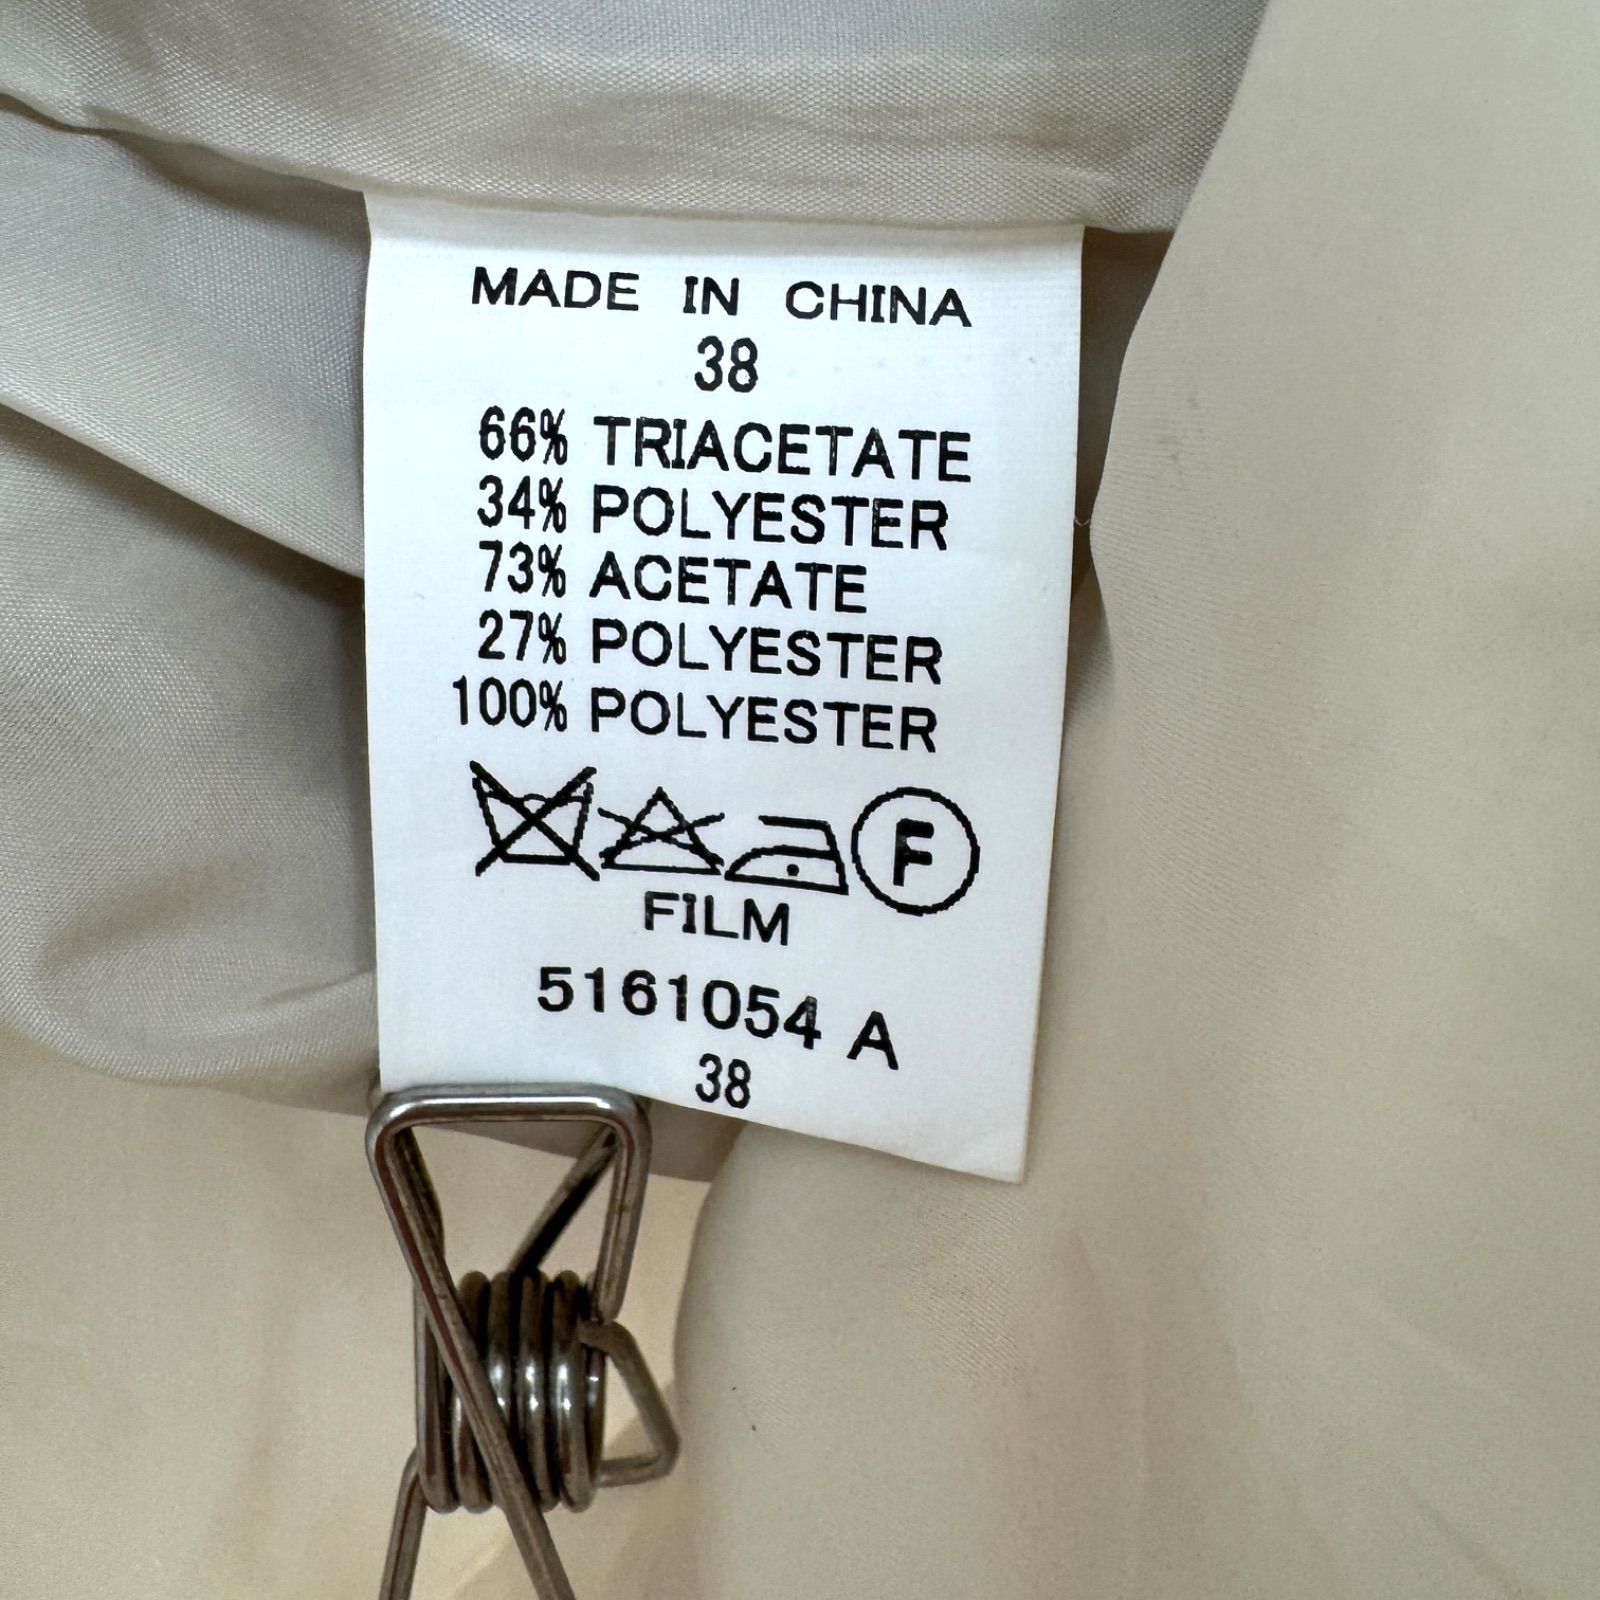 MADE IN CHINA
38
66% TRIACETATE
34% POLYESTER
73% ACETATE
27% POLYESTER
100% POLYESTER
F
FILM
5161054 A
38